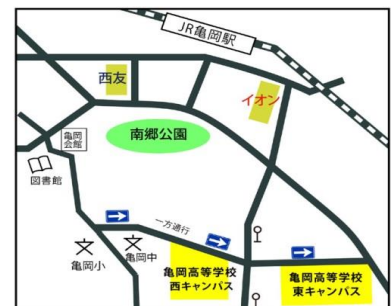 JR亀岡駅
西友
イオン
南郷公園
亀岡
会館
図書館
一方通行
亀岡小
亀岡中
亀岡高等学校
西キャンパス
亀岡高等学校
東キャンパス